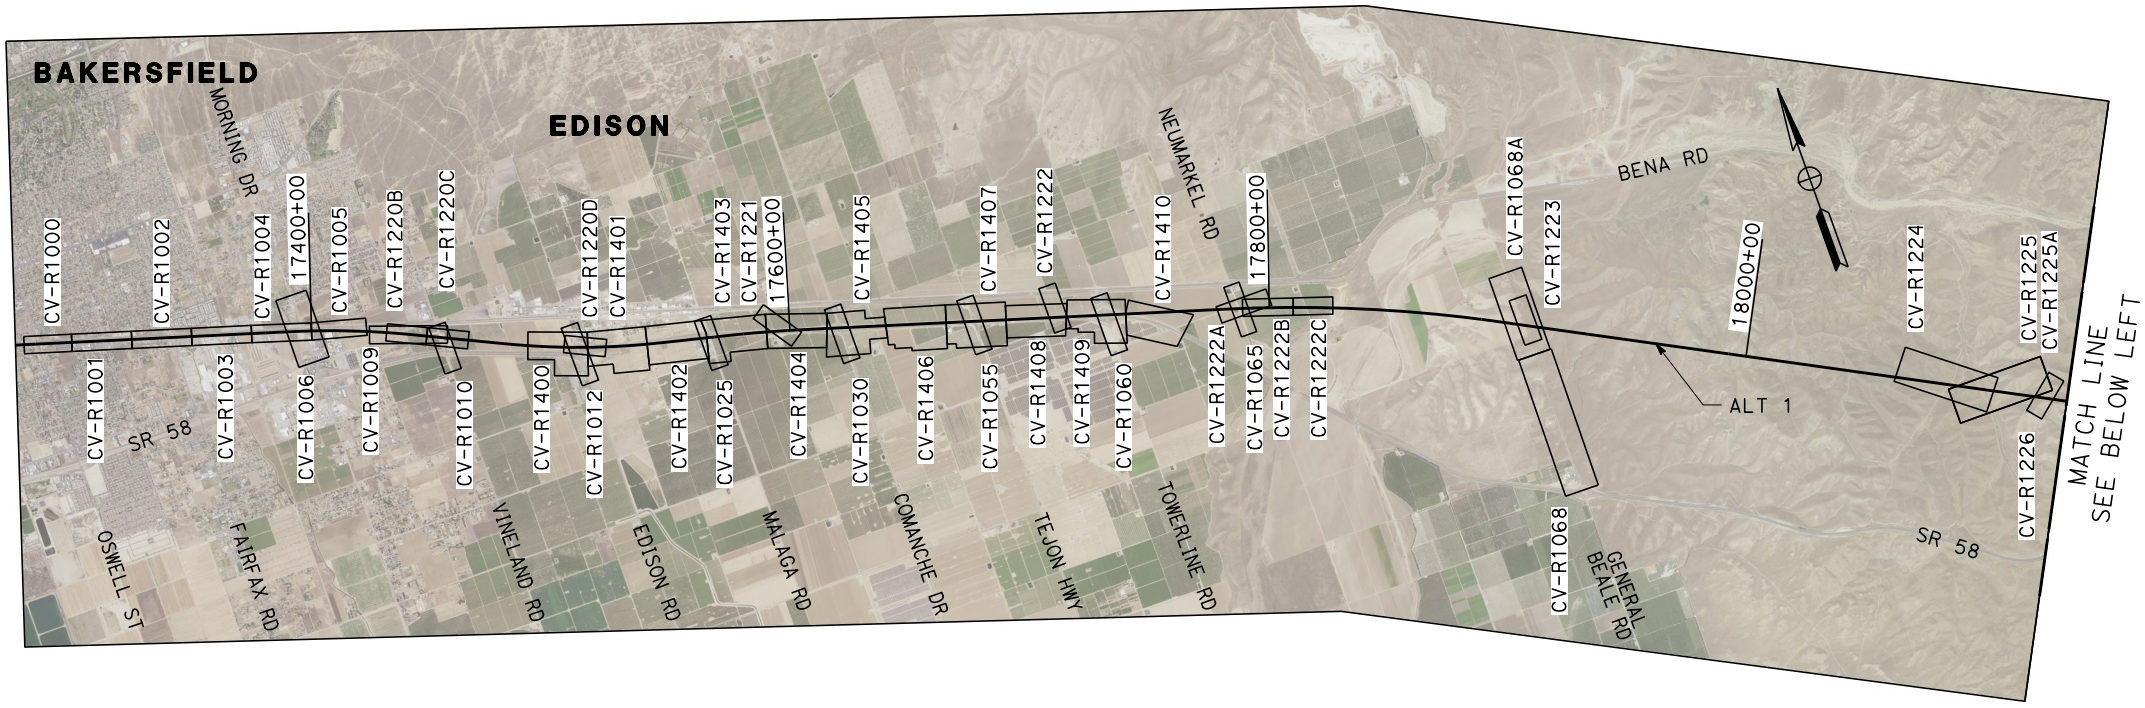 BAKERSFIELD
EDISON
MORNING DR
NEUMARKEL RD
BENA RD
CV-R1000
CV-R1002
CV-R1004
17400+00
CV-R1005
CV-R1220B
CV-R1220C
CV-R1220D
CV-R1401
CV-R1403
CV-R1221
17600+00
CV-R1405
CV-R1407
CV-R1222
CV-R1410
17800+00
CV-R1068A
CV-R1223
18000+00
CV-R1224
CV-R1225
CV-R1225A
CV-R1001
SR 58
CV-R1003
CV-R1006
CV-R1009
CV-R1010
CV-R1400
CV-R1012
CV-R1402
CV-R1025
CV-R1404
CV-R1030
CV-R1406
CV-R1055
CV-R1408
CV-R1409
CV-R1060
CV-R1222A
CV-R1065
CV-R1222B
CV-R1222C
ALT 1
CV-R1068
CV-R1226
MATCH LINE
SEE BELOW LEFT
OSWELL ST
FAIRFAX RD
VINELAND RD
EDISON RD
MALAGA RD
COMANCHE DR
TEJON HWY
TOWERLINE RD
GENERAL
BEALE RD
SR 58